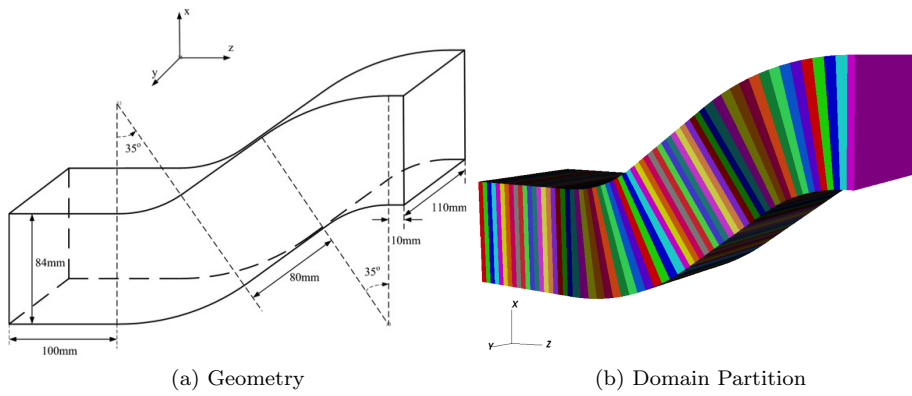 x
z
y
35°
84mm
110mm
10mm
35°
80mm
100mm
X
Y
Z
(a) Geometry
(b) Domain Partition